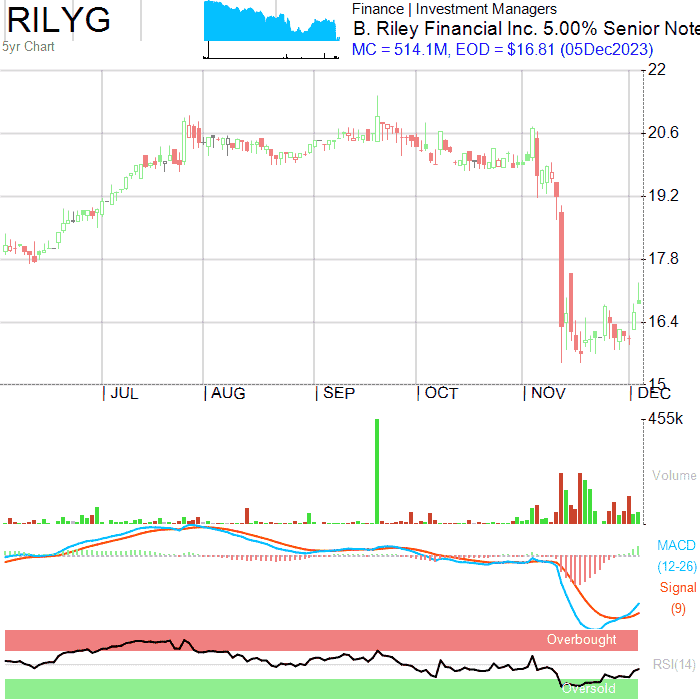 RILYG
5yr Chart
Finance | Investment Managers
B. Riley Financial Inc. 5.00% Senior Note
MC = 514.1M, EOD = $16.81 (05Dec2023)
22
20.6
19.2
17.8
16.4
15
JUL AUG SEP OCT NOV DEC
455k
Volume
MACD
(12-26)
Signal
(9)
Overbought
RSI(14)
Oversold